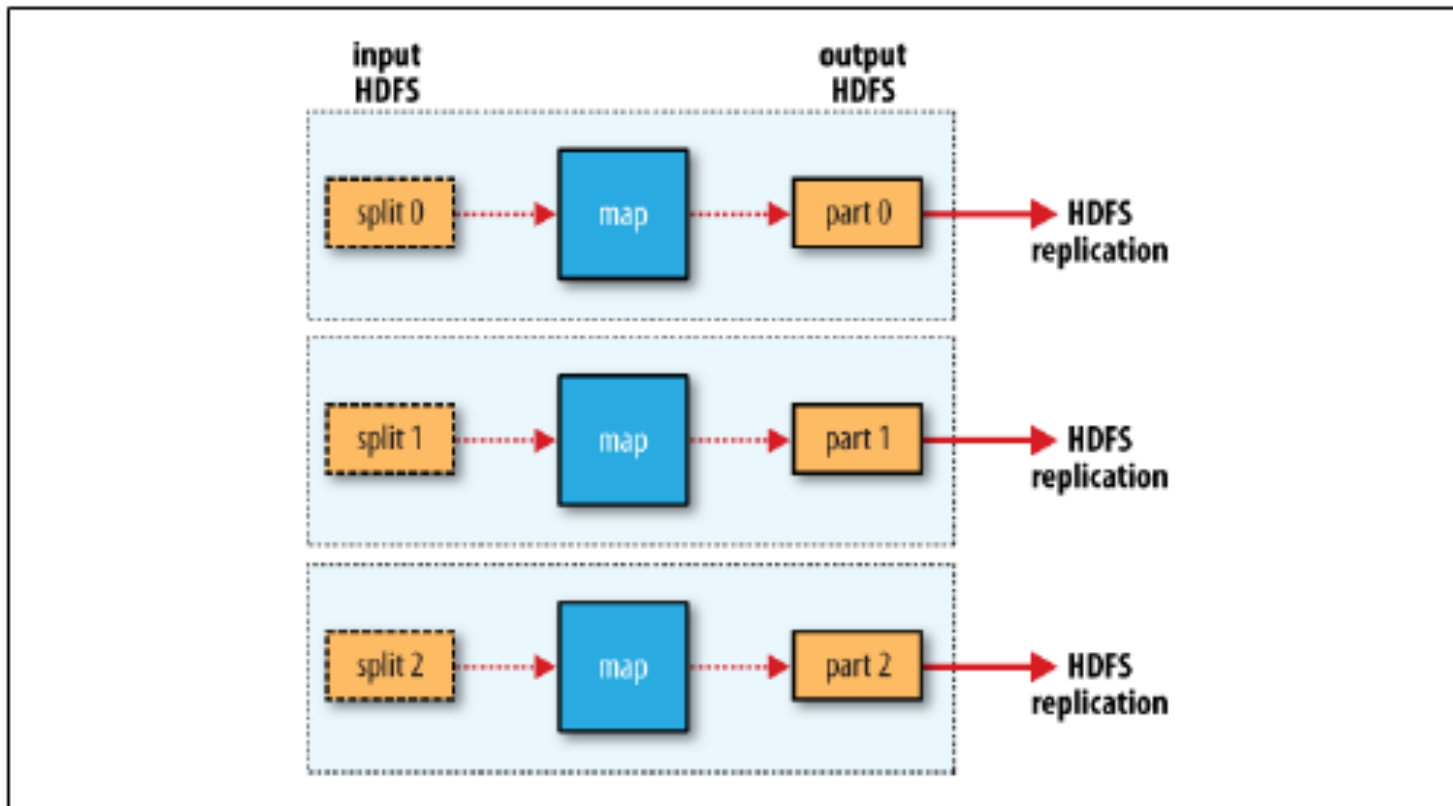 input
HDFS
output
HDFS
split 0
map
part 0
HDFS
replication
split 1
map
part 1
HDFS
replication
split 2
map
part 2
HDFS
replication